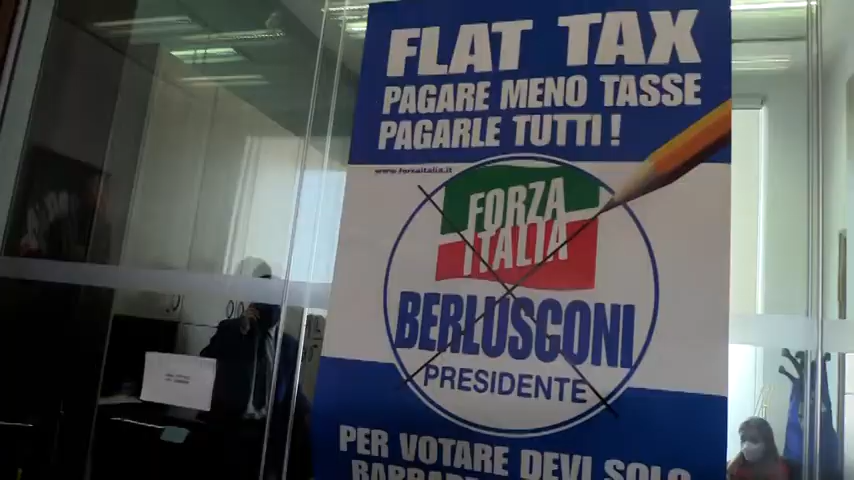 FLAT TAX
PAGARE MENO TASSE
PAGARLE TUTTI!
www.forzaitalia.it
FORZA
ITALIA
BERLUSCONI
PRESIDENTE
PER VOTARE DEVI SOLO